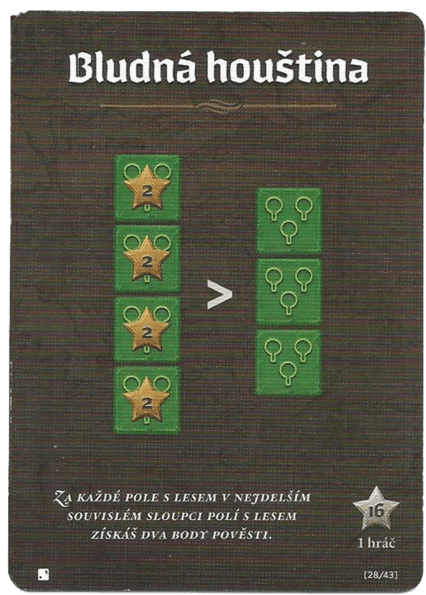 Bludná houština
2
2
>
2
2
Za každé pole s lesem v nejdelším
souvislém sloupci polí s lesem
získáš dva body pověsti.
16
1 hráč
[28/43]